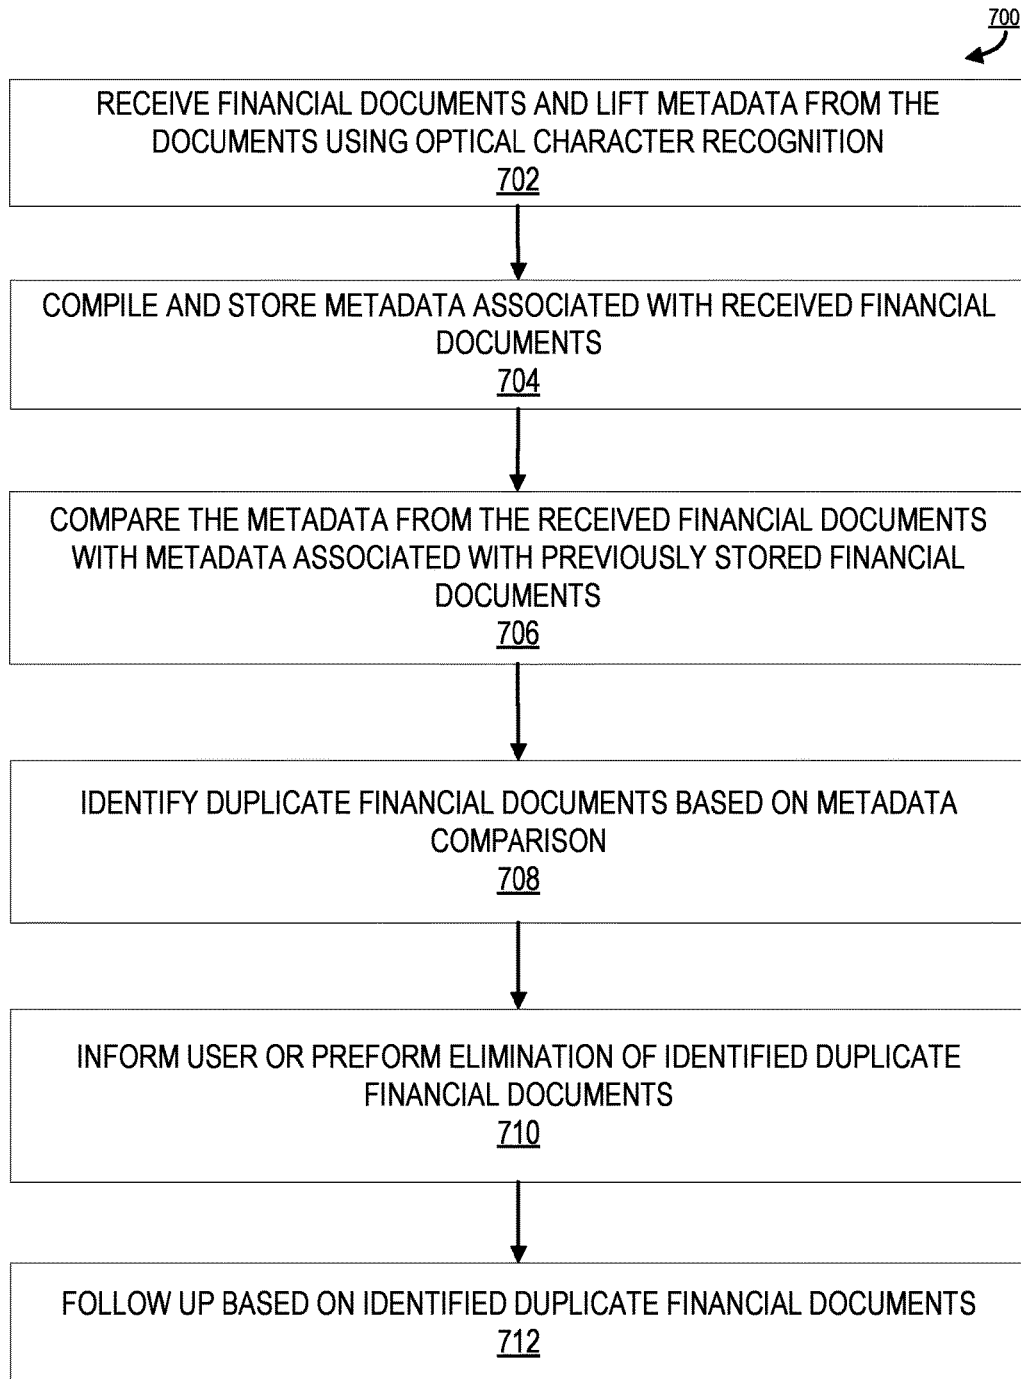 700
RECEIVE FINANCIAL DOCUMENTS AND LIFT METADATA FROM THE
DOCUMENTS USING OPTICAL CHARACTER RECOGNITION
702
COMPILE AND STORE METADATA ASSOCIATED WITH RECEIVED FINANCIAL
DOCUMENTS
704
COMPARE THE METADATA FROM THE RECEIVED FINANCIAL DOCUMENTS
WITH METADATA ASSOCIATED WITH PREVIOUSLY STORED FINANCIAL
DOCUMENTS
706
IDENTIFY DUPLICATE FINANCIAL DOCUMENTS BASED ON METADATA
COMPARISON
708
INFORM USER OR PREFORM ELIMINATION OF IDENTIFIED DUPLICATE
FINANCIAL DOCUMENTS
710
FOLLOW UP BASED ON IDENTIFIED DUPLICATE FINANCIAL DOCUMENTS
712